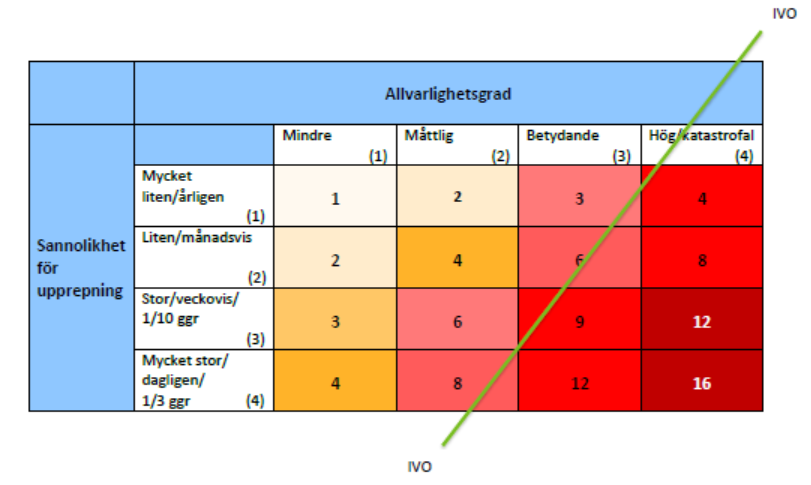 IVO
Allvarlighetsgrad
Mindre
(1)
Måttlig
(2)
Betydande
(3)
Hög/katastrofal
(4)
Sannolikhet
för
upprepning
Mycket
liten/årligen
(1)
1
2
3
4
Liten/månadsvis
(2)
2
4
6
8
Stor/veckovis/
1/10 ggr
(3)
3
6
9
12
Mycket stor/
dagligen/
1/3 ggr (4)
4
8
12
16
IVO